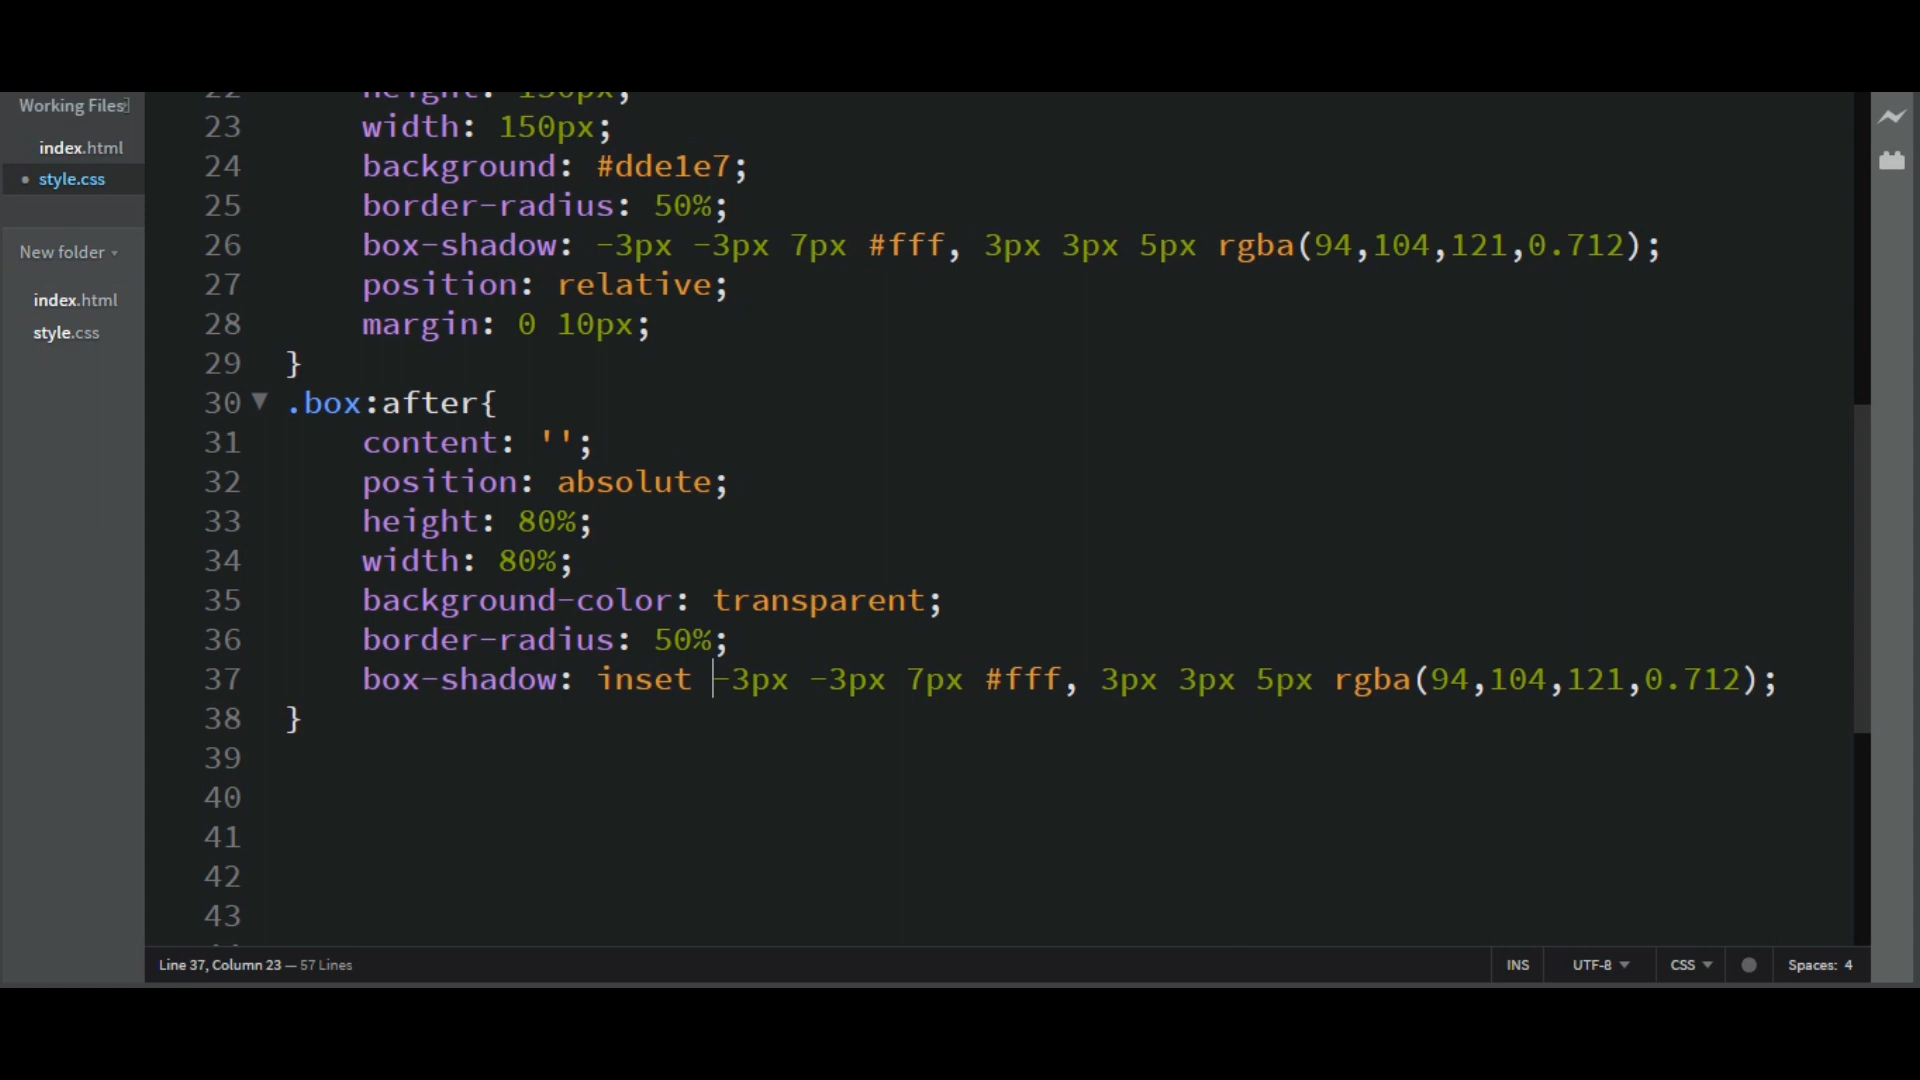 Working Files
index.html
style.css
New folder
index.html
style.css
22 height: 150px;
23 width: 150px;
24 background: #dde1e7;
25 border-radius: 50%;
26 box-shadow: -3px -3px 7px #fff, 3px 3px 5px rgba(94,104,121,0.712);
27 position: relative;
28 margin: 0 10px;
29 }
30 .box:after{
31 content: '';
32 position: absolute;
33 height: 80%;
34 width: 80%;
35 background-color: transparent;
36 border-radius: 50%;
37 box-shadow: inset -3px -3px 7px #fff, 3px 3px 5px rgba(94,104,121,0.712);
38 }
39
40
41
42
43
Line 37, Column 23 — 57 Lines
INS
UTF-8
CSS
Spaces: 4